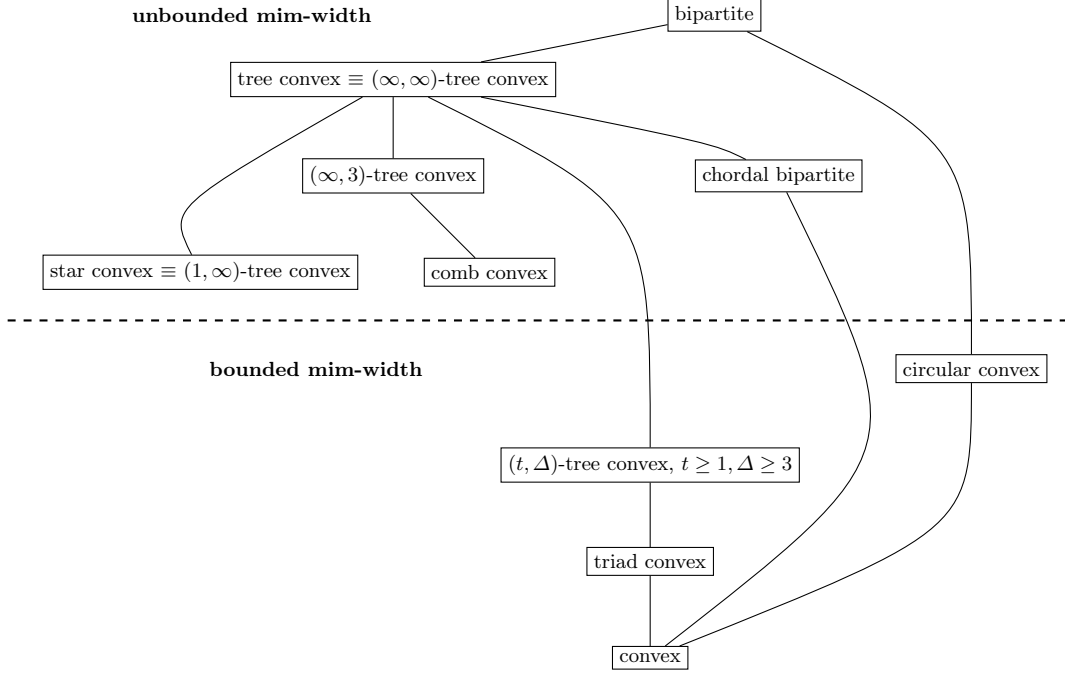 unbounded mim-width
bipartite
tree convex ≡ (∞, ∞)-tree convex
(∞, 3)-tree convex
chordal bipartite
star convex ≡ (1, ∞)-tree convex
comb convex
bounded mim-width
circular convex
(t, Δ)-tree convex, t ≥ 1, Δ ≥ 3
triad convex
convex